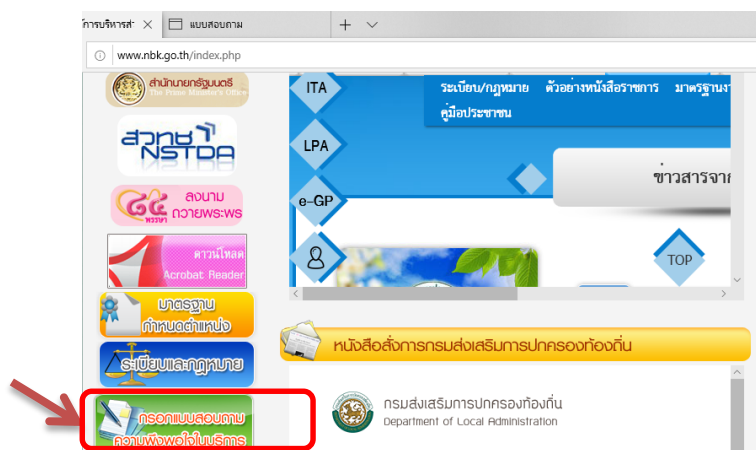 แบบสอบถาม
www.nbk.go.th/index.php
สำนักนายกรัฐมนตรี
The Prime Minister's Office
สวทช
NSTDA
๘๔
พรรษา
ลงนาม
ถวายพระพร
ดาวน์โหลด
Acrobat Reader
มาตรฐาน
กำหนดตำแหน่ง
ระเบียบและกฎหมาย
กรอกแบบสอบถาม
ความพึงพอใจในบริการ
ITA
LPA
e-GP
ระเบียบ/กฎหมาย ตัวอย่างหนังสือราชการ
คู่มือประชาชน
TOP
หนังสือสั่งการกรมส่งเสริมการปกครองท้องถิ่น
กรมส่งเสริมการปกครองท้องถิ่น
Department of Local Administration